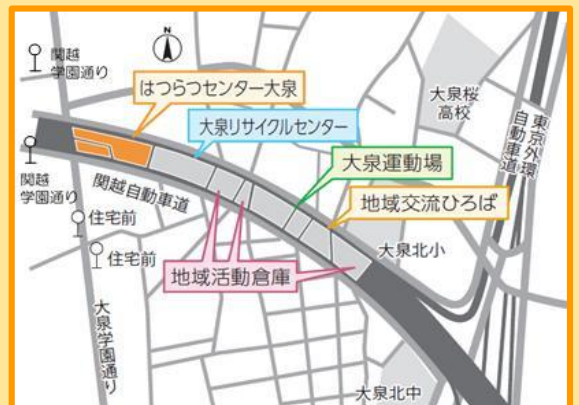 関越
学園通り
はつらつセンター大泉
大泉リサイクルセンター
大泉桜
高校
東京外環
自動車道
大泉運動場
関越
学園通り
関越自動車道
地域交流ひろば
住宅前
大泉北小
住宅前
地域活動倉庫
大泉学園通り
大泉北中